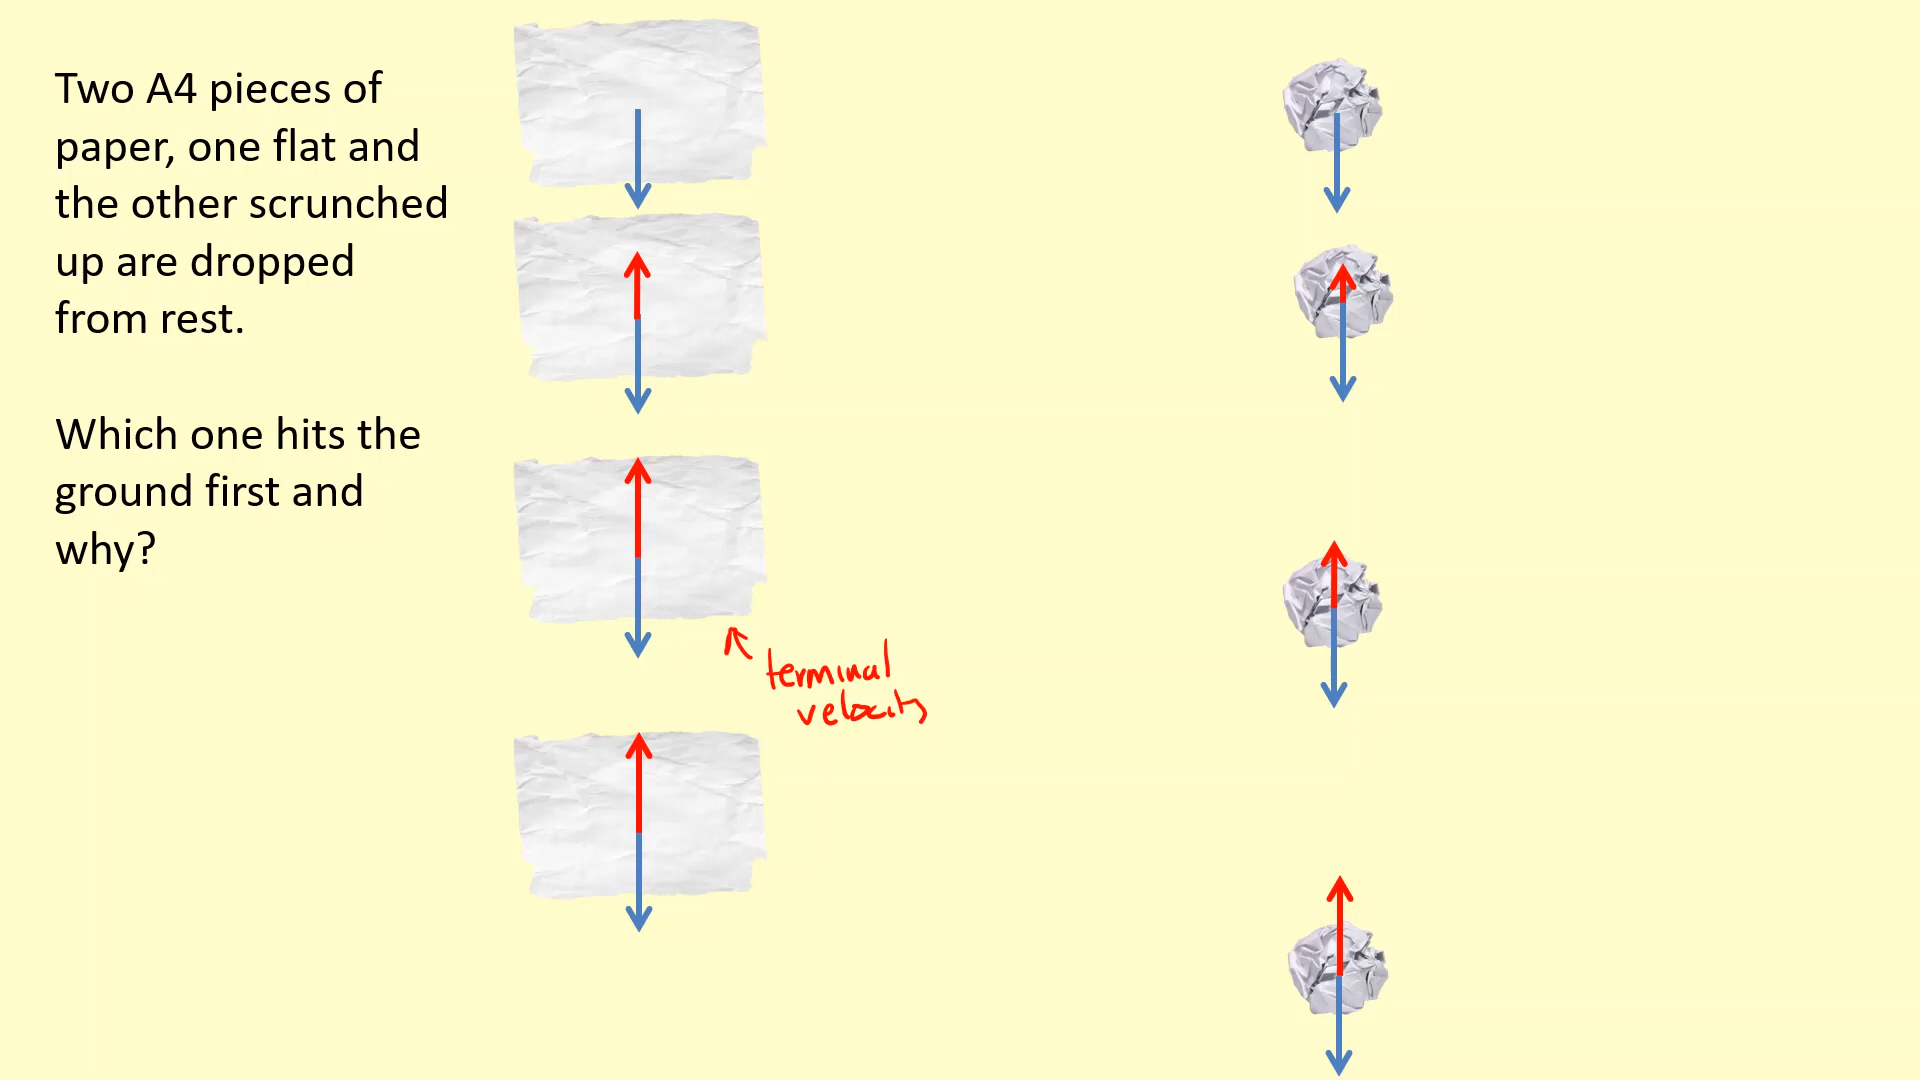 Two A4 pieces of
paper, one flat and
the other scrunched
up are dropped
from rest.
Which one hits the
ground first and
why?
terminal
velocity